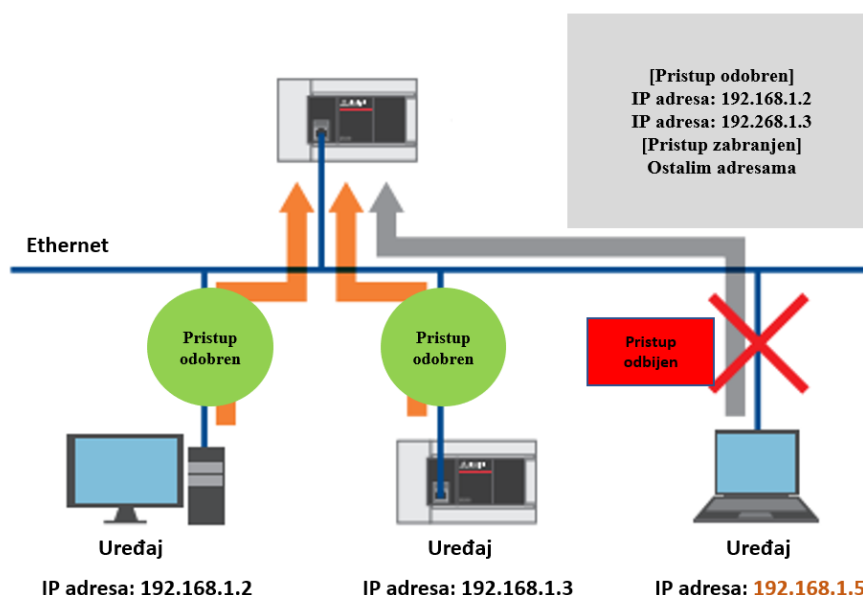 [Pristup odobren]
IP adresa: 192.168.1.2
IP adresa: 192.268.1.3
[Pristup zabranjen]
Ostalim adresama
Ethernet
Pristup
odobren
Pristup
odobren
Pristup
odbijen
Uređaj
Uređaj
Uređaj
IP adresa: 192.168.1.2
IP adresa: 192.168.1.3
IP adresa: 192.168.1.5